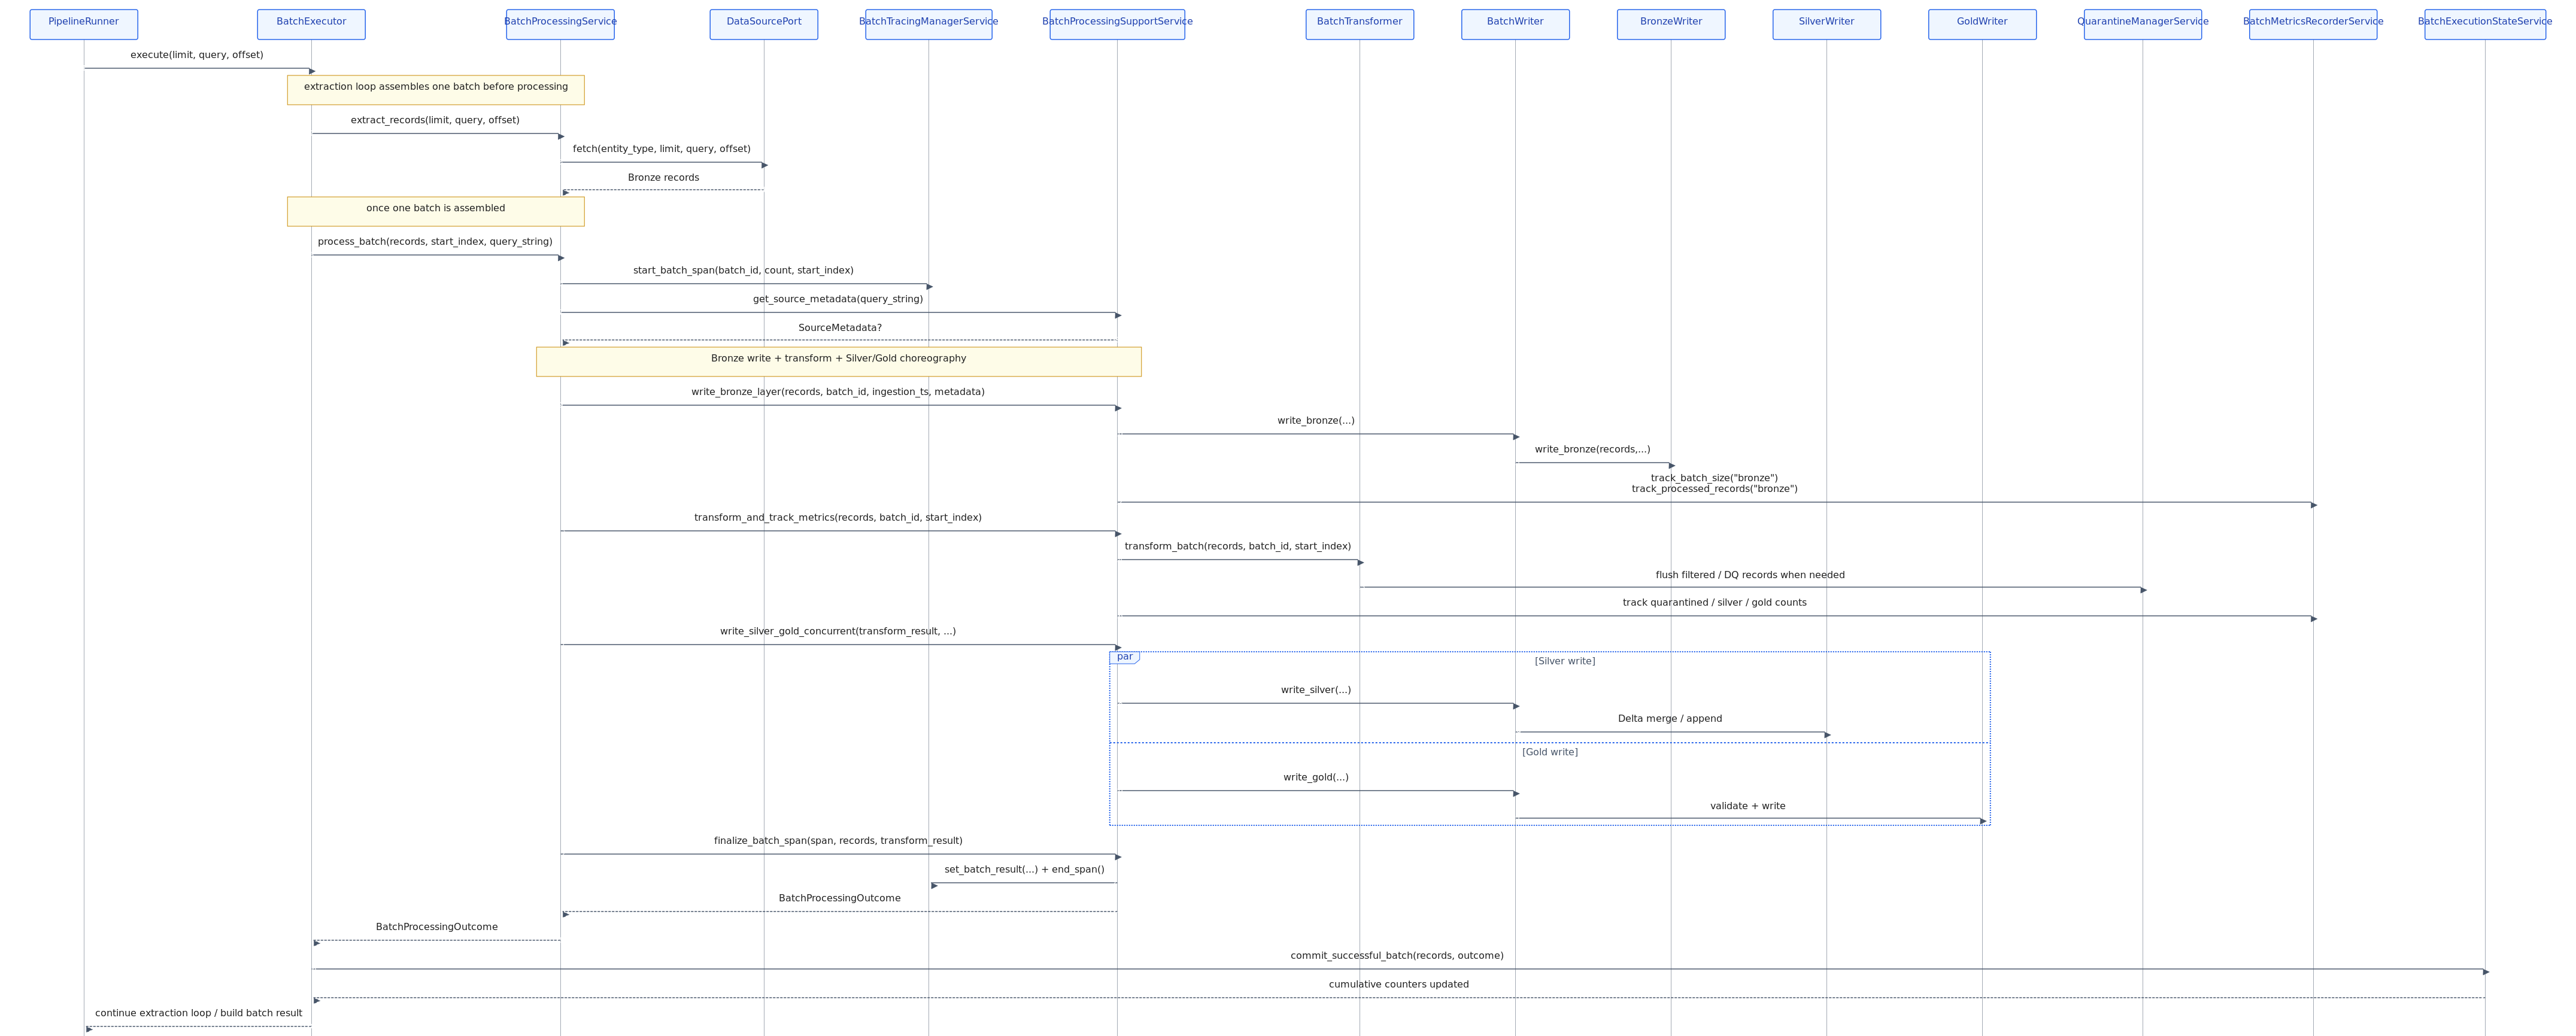 PipelineRunner
BatchExecutor
BatchProcessingService
DataSourcePort
BatchTracingManagerService
BatchProcessingSupportService
BatchTransformer
BatchWriter
BronzeWriter
SilverWriter
GoldWriter
QuarantineManagerService
BatchMetricsRecorderService
BatchExecutionStateService
execute(limit, query, offset)
extraction loop assembles one batch before processing
extract_records(limit, query, offset)
fetch(entity_type, limit, query, offset)
Bronze records
once one batch is assembled
process_batch(records, start_index, query_string)
start_batch_span(batch_id, count, start_index)
get_source_metadata(query_string)
SourceMetadata?
Bronze write + transform + Silver/Gold choreography
write_bronze_layer(records, batch_id, ingestion_ts, metadata)
write_bronze(...)
write_bronze(records,...)
track_batch_size("bronze")
track_processed_records("bronze")
transform_and_track_metrics(records, batch_id, start_index)
transform_batch(records, batch_id, start_index)
flush filtered / DQ records when needed
track quarantined / silver / gold counts
write_silver_gold_concurrent(transform_result, ...)
par
[Silver write]
write_silver(...)
Delta merge / append
[Gold write]
write_gold(...)
validate + write
finalize_batch_span(span, records, transform_result)
set_batch_result(...) + end_span()
BatchProcessingOutcome
BatchProcessingOutcome
commit_successful_batch(records, outcome)
cumulative counters updated
continue extraction loop / build batch result